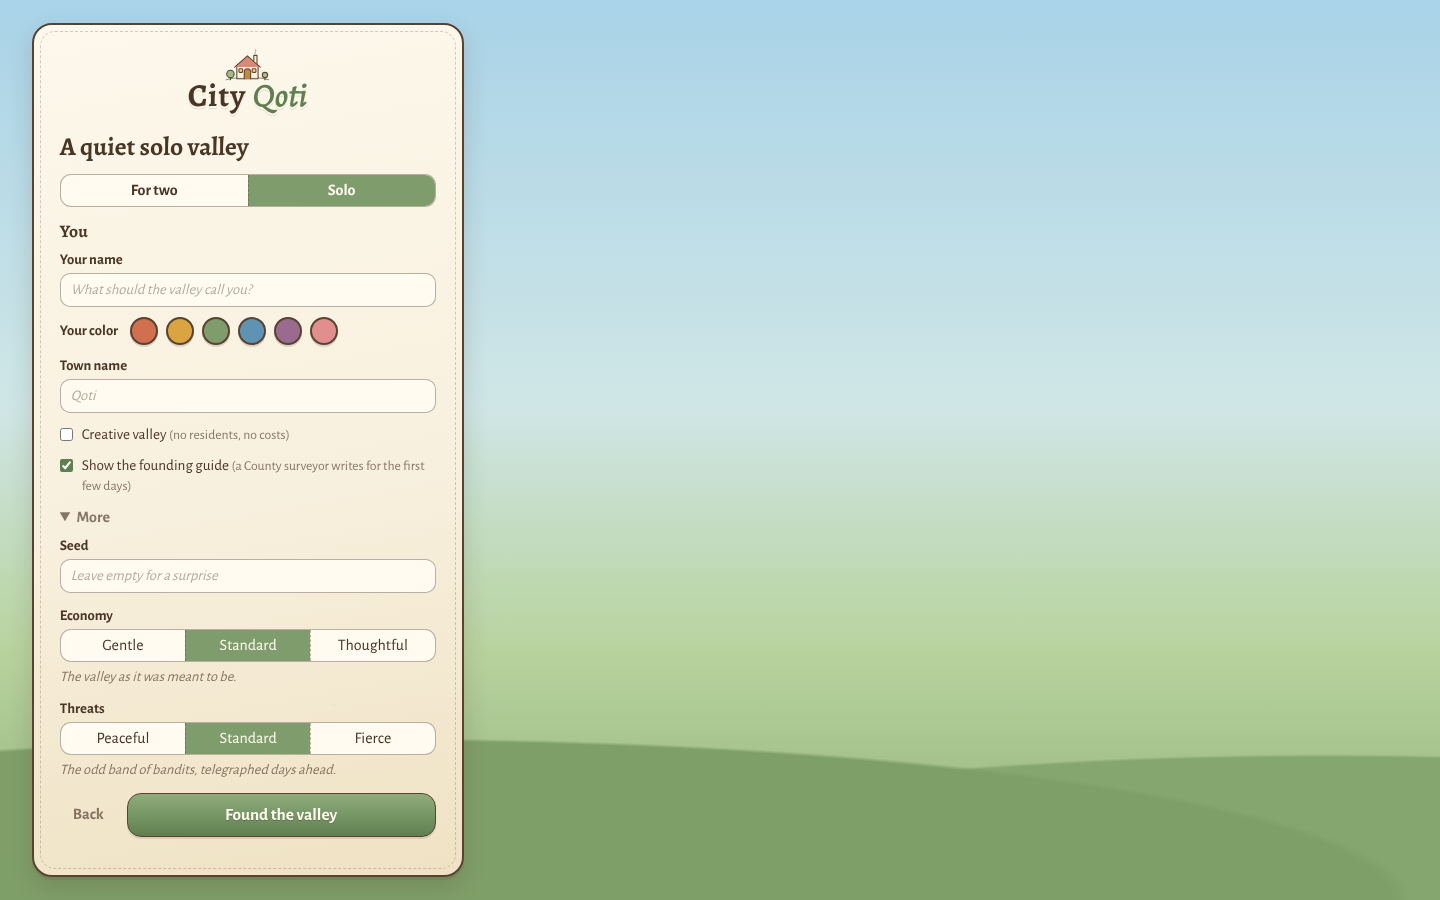 City Qoti
A quiet solo valley
For two
Solo
You
Your name
What should the valley call you?
Your color
Town name
Qoti
Creative valley (no residents, no costs)
Show the founding guide (a County surveyor writes for the first
few days)
More
Seed
Leave empty for a surprise
Economy
Gentle
Standard
Thoughtful
The valley as it was meant to be.
Threats
Peaceful
Standard
Fierce
The odd band of bandits, telegraphed days ahead.
Back
Found the valley